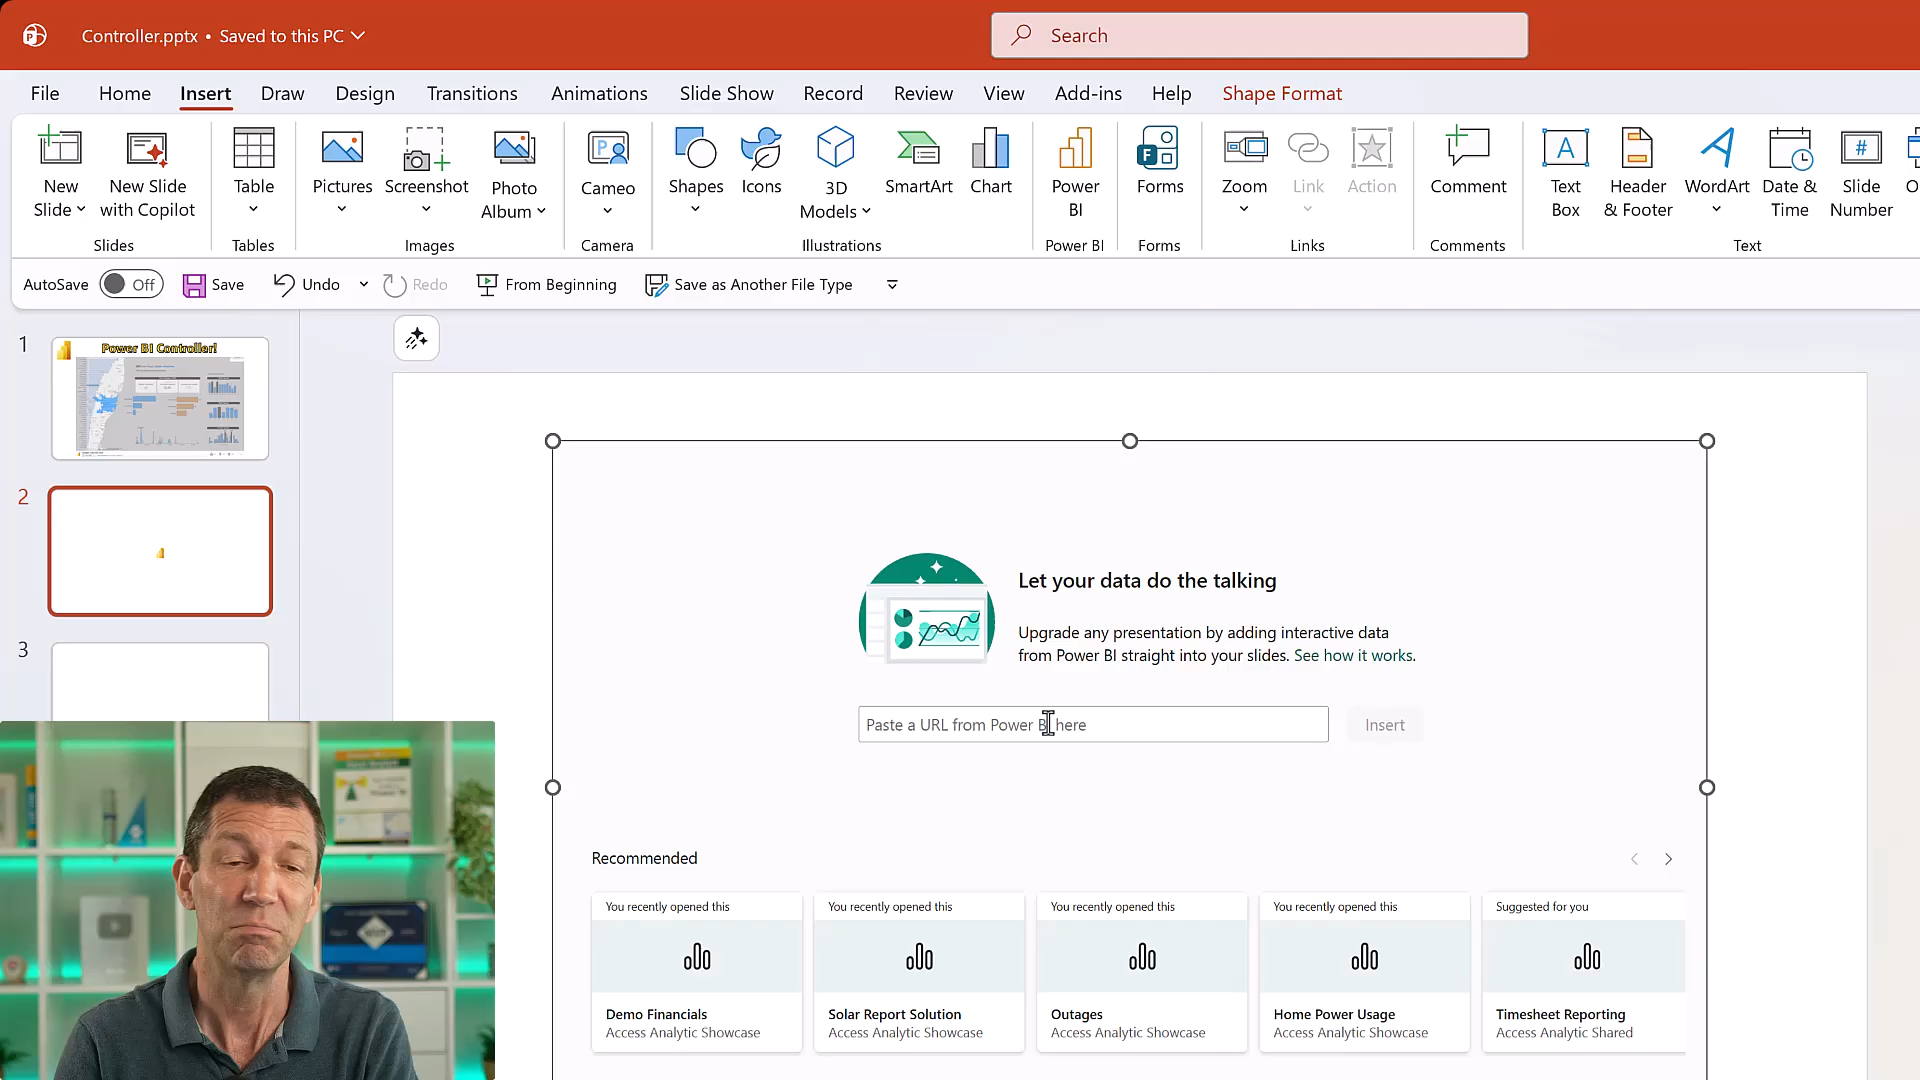 Controller.pptx • Saved to this PC
Search
File Home Insert Draw Design Transitions Animations Slide Show Record Review View Add-ins Help Shape Format
New Slide
New Slide with Copilot
Table
Pictures
Screenshot
Photo Album
Cameo
Shapes
Icons
3D Models
SmartArt
Chart
Power BI
Forms
Zoom
Link
Action
Comment
Text Box
Header & Footer
WordArt
Date & Time
Slide Number
Slides Tables Images Camera Illustrations Power BI Forms Links Comments Text
AutoSave Off Save Undo Redo From Beginning Save as Another File Type
1
Power BI Controller!
2
3
Let your data do the talking
Upgrade any presentation by adding interactive data
from Power BI straight into your slides. See how it works.
Paste a URL from Power BI here
Insert
Recommended
You recently opened this
Demo Financials
Access Analytic Showcase
You recently opened this
Solar Report Solution
Access Analytic Showcase
You recently opened this
Outages
Access Analytic Showcase
You recently opened this
Home Power Usage
Access Analytic Showcase
Suggested for you
Timesheet Reporting
Access Analytic Shared